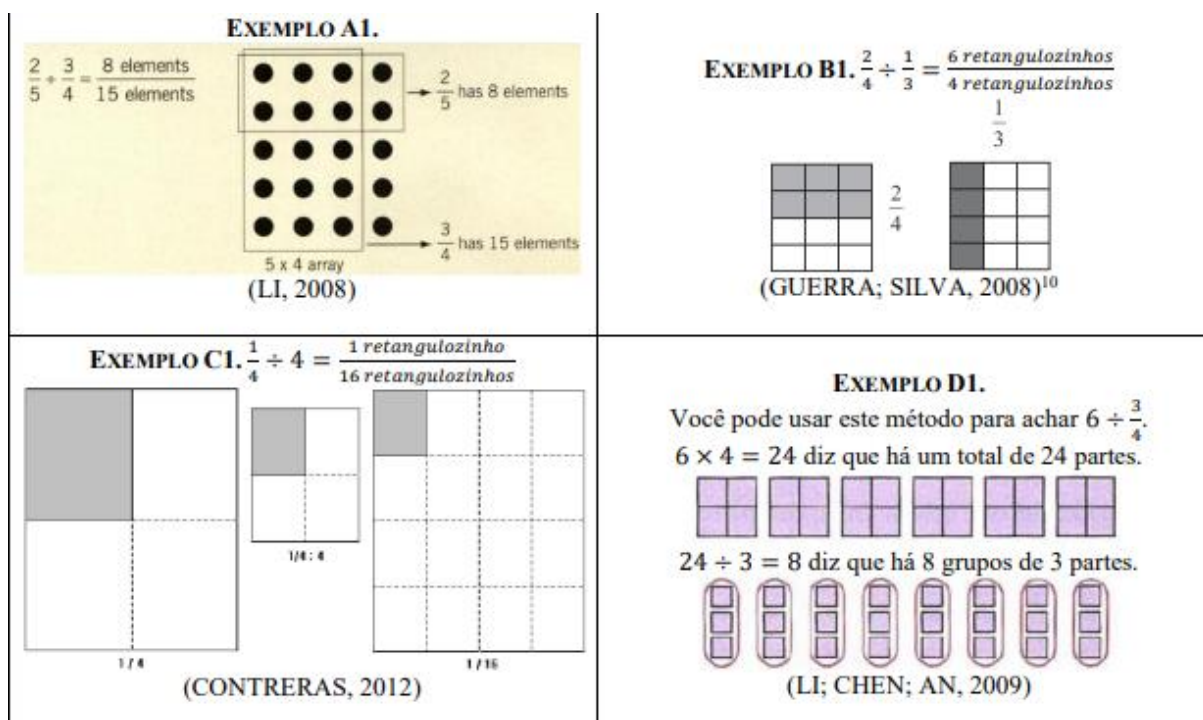 EXEMPLO A1.
2/5 ÷ 3/4 = 8 elements/15 elements
2/5 has 8 elements
3/4 has 15 elements
5 x 4 array
(LI, 2008)
EXEMPLO B1. 2/4 ÷ 1/3 = 6 retangulozinhos/4 retangulozinhos
1/3
2/4
(GUERRA; SILVA, 2008)¹⁰
EXEMPLO C1. 1/4 ÷ 4 = 1 retangulozinho/16 retangulozinhos
1/4 : 4
1 / 4
1 / 16
(CONTRERAS, 2012)
EXEMPLO D1.
Você pode usar este método para achar 6 ÷ 3/4.
6 × 4 = 24 diz que há um total de 24 partes.
24 ÷ 3 = 8 diz que há 8 grupos de 3 partes.
(LI; CHEN; AN, 2009)